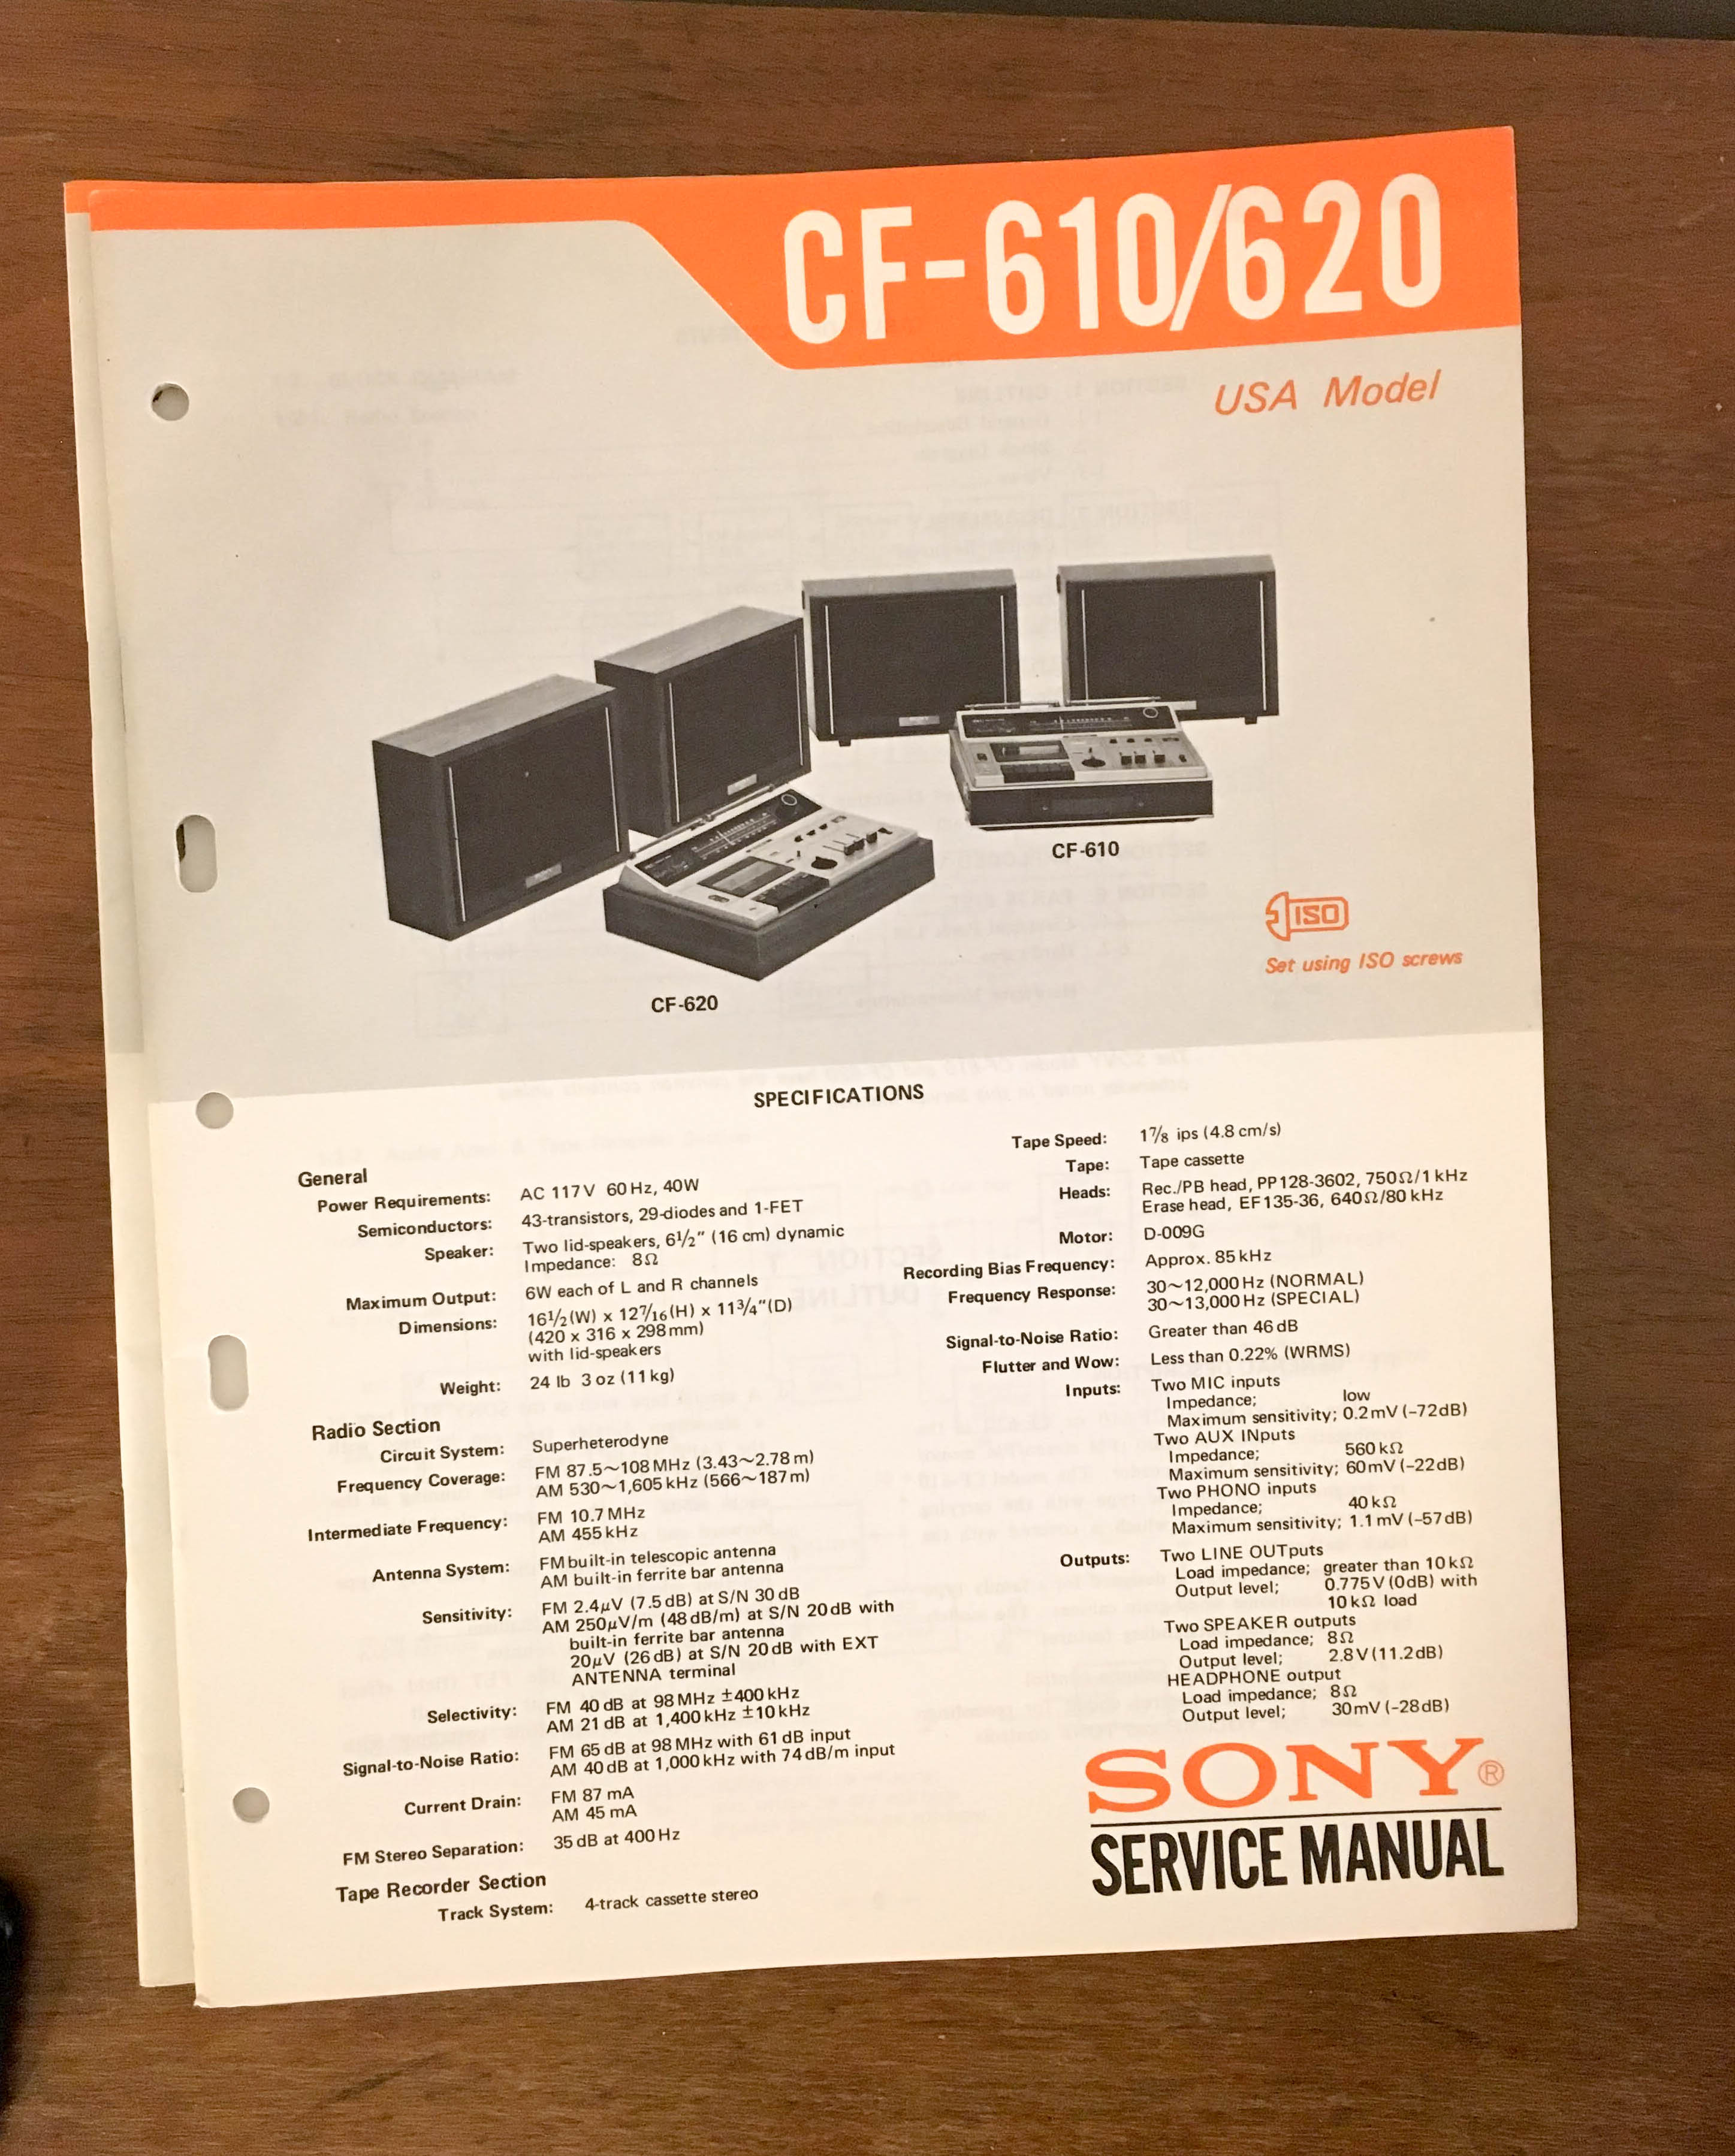 CF-610/620
USA Model
CF-610
ISO
Set using ISO screws
CF-620
SPECIFICATIONS
General
Power Requirements: AC 117V 60Hz, 40W
Semiconductors: 43-transistors, 29-diodes and 1-FET
Speaker: Two lid-speakers, 6½" (16 cm) dynamic
Impedance: 8Ω
Maximum Output: 6W each of L and R channels
Dimensions: 16½(W) x 12⁷⁄₁₆(H) x 11¾"(D)
(420 x 316 x 298mm)
with lid-speakers
Weight: 24 lb 3 oz (11kg)
Radio Section
Circuit System: Superheterodyne
Frequency Coverage: FM 87.5~108MHz (3.43~2.78m)
AM 530~1,605kHz (566~187m)
Intermediate Frequency: FM 10.7MHz
AM 455kHz
Antenna System: FM built-in telescopic antenna
AM built-in ferrite bar antenna
Sensitivity: FM 2.4μV (7.5dB) at S/N 30dB
AM 250μV/m (48dB/m) at S/N 20dB with
built-in ferrite bar antenna
20μV (26dB) at S/N 20dB with EXT
ANTENNA terminal
Selectivity: FM 40dB at 98MHz ±400kHz
AM 21dB at 1,400kHz ±10kHz
Signal-to-Noise Ratio: FM 65dB at 98MHz with 61dB input
AM 40dB at 1,000kHz with 74dB/m input
Current Drain: FM 87mA
AM 45mA
FM Stereo Separation: 35dB at 400Hz
Tape Recorder Section
Track System: 4-track cassette stereo
Tape Speed: 1⅞ ips (4.8cm/s)
Tape: Tape cassette
Heads: Rec./PB head, PP128-3602, 750Ω/1kHz
Erase head, EF135-36, 640Ω/80kHz
Motor: D-009G
Recording Bias Frequency: Approx. 85kHz
Frequency Response: 30~12,000Hz (NORMAL)
30~13,000Hz (SPECIAL)
Signal-to-Noise Ratio: Greater than 46dB
Flutter and Wow: Less than 0.22% (WRMS)
Inputs: Two MIC inputs
Impedance; low
Maximum sensitivity; 0.2mV (-72dB)
Two AUX INputs
Impedance; 560kΩ
Maximum sensitivity; 60mV (-22dB)
Two PHONO inputs
Impedance; 40kΩ
Maximum sensitivity; 1.1mV (-57dB)
Outputs: Two LINE OUTputs
Load impedance; greater than 10kΩ
Output level; 0.775V (0dB) with
10kΩ load
Two SPEAKER outputs
Load impedance; 8Ω
Output level; 2.8V (11.2dB)
HEADPHONE output
Load impedance; 8Ω
Output level; 30mV (-28dB)
SONY®
SERVICE MANUAL